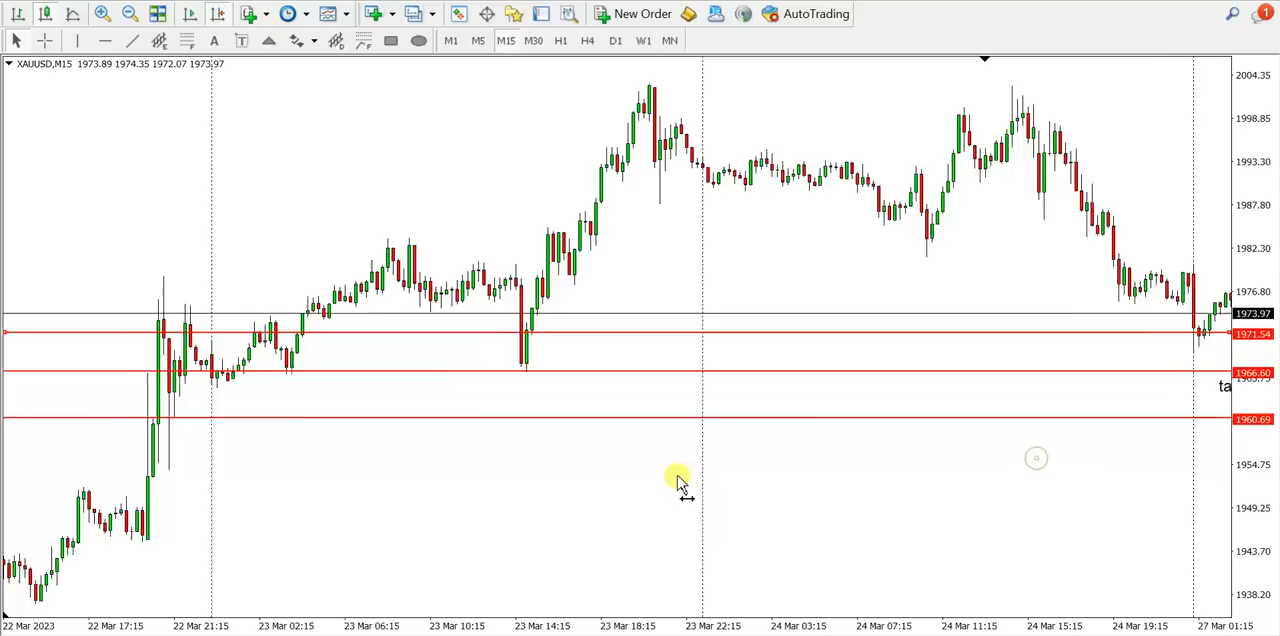 New Order
AutoTrading
1
A
T
E
F
M1 M5 M15 M30 H1 H4 D1 W1 MN
XAUUSD,M15 1973.89 1974.35 1972.07 1973.97
2004.35
1998.85
1993.30
1987.80
1982.30
1976.80
1973.97
1971.54
1966.60
ta
1960.69
1954.75
1949.25
1943.70
1938.20
22 Mar 2023 22 Mar 17:15 22 Mar 21:15 23 Mar 02:15 23 Mar 06:15 23 Mar 10:15 23 Mar 14:15 23 Mar 18:15 23 Mar 22:15 24 Mar 03:15 24 Mar 07:15 24 Mar 11:15 24 Mar 15:15 24 Mar 19:15 27 Mar 01:15